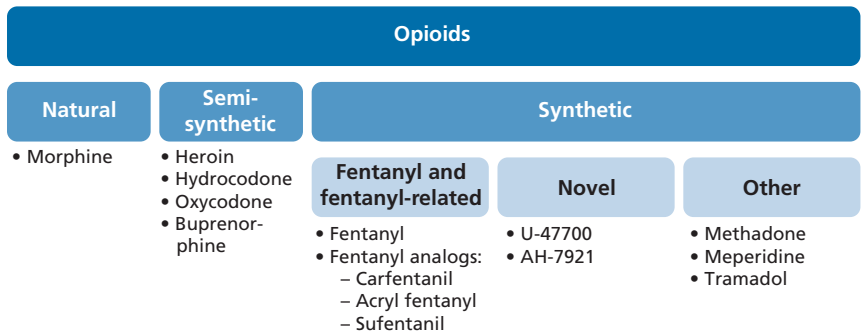 Opioids
Natural
• Morphine
Semi-
synthetic
• Heroin
• Hydrocodone
• Oxycodone
• Buprenor-
phine
Synthetic
Fentanyl and
fentanyl-related
• Fentanyl
• Fentanyl analogs:
– Carfentanil
– Acryl fentanyl
– Sufentanil
Novel
• U-47700
• AH-7921
Other
• Methadone
• Meperidine
• Tramadol